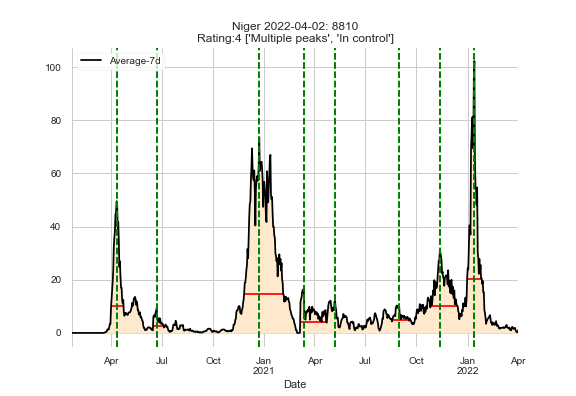 Niger 2022-04-02: 8810
Rating:4 ['Multiple peaks', 'In control']
Average-7d
100
80
60
40
20
0
Apr Jul Oct Jan Apr Jul Oct Jan Apr
2021 2022
Date